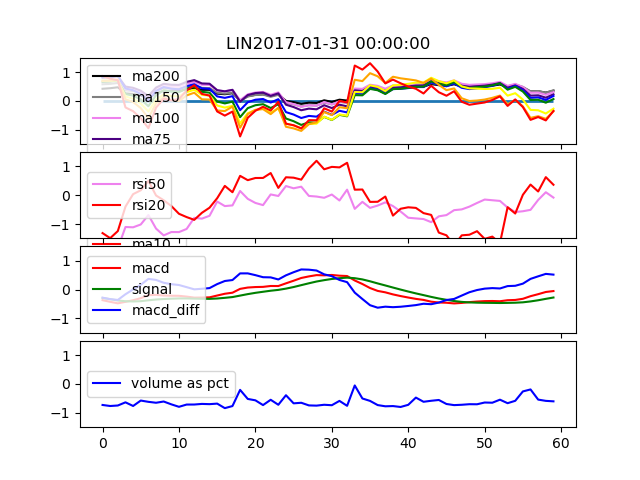 LIN2017-01-31 00:00:00
1
0
−1
ma200
ma150
ma100
ma75
1
0
−1
rsi50
rsi20
ma10
1
0
−1
macd
signal
macd_diff
1
0
−1
volume as pct
0 10 20 30 40 50 60